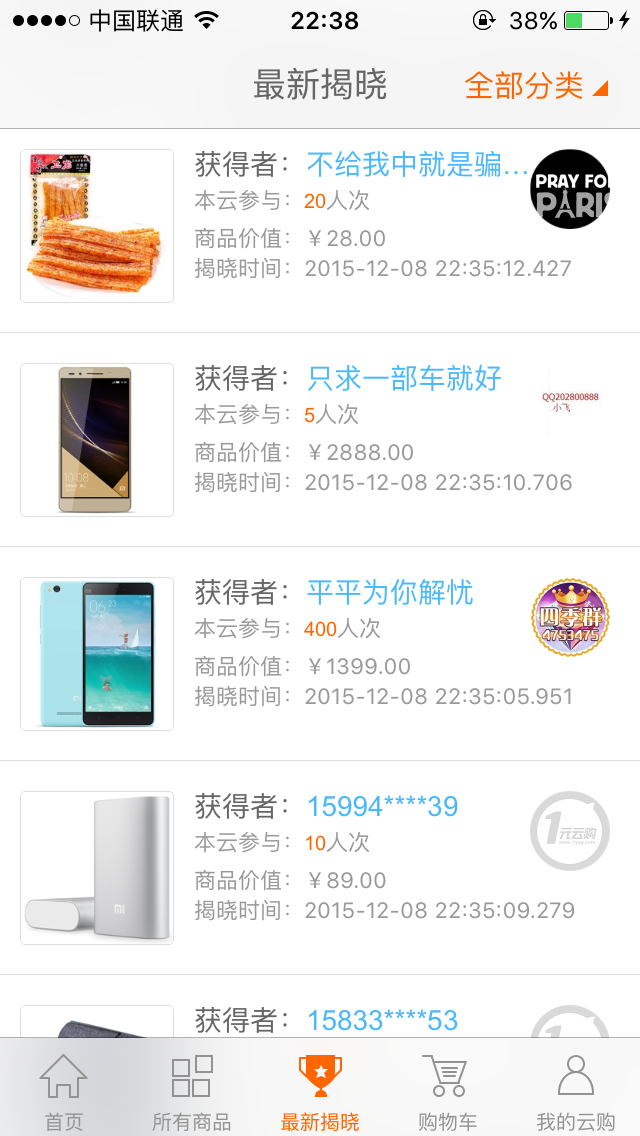 中国联通 22:38 38%
最新揭晓 全部分类
获得者：不给我中就是骗...
本云参与：20人次
商品价值：￥28.00
揭晓时间：2015-12-08 22:35:12.427
PRAY FO
PARIS
获得者：只求一部车就好
本云参与：5人次
商品价值：￥2888.00
揭晓时间：2015-12-08 22:35:10.706
QQ202800888
小飞
10:08
获得者：平平为你解忧
本云参与：400人次
商品价值：￥1399.00
揭晓时间：2015-12-08 22:35:05.951
四季群
4753475
06:23
获得者：15994****39
本云参与：10人次
商品价值：￥89.00
揭晓时间：2015-12-08 22:35:09.279
1元云购
mi
获得者：15833****53
首页 所有商品 最新揭晓 购物车 我的云购